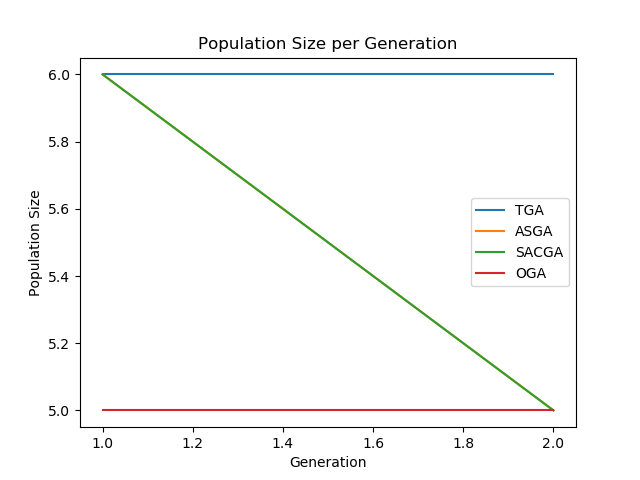 Population Size per Generation
6.0
5.8
5.6
5.4
5.2
5.0
Population Size
TGA
ASGA
SACGA
OGA
1.0 1.2 1.4 1.6 1.8 2.0
Generation